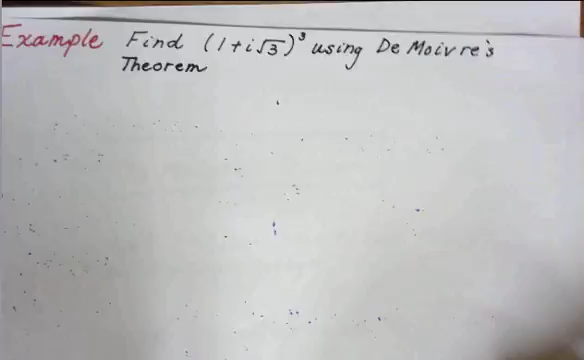 Example Find (1+i√3)³ using De Moivre's
Theorem